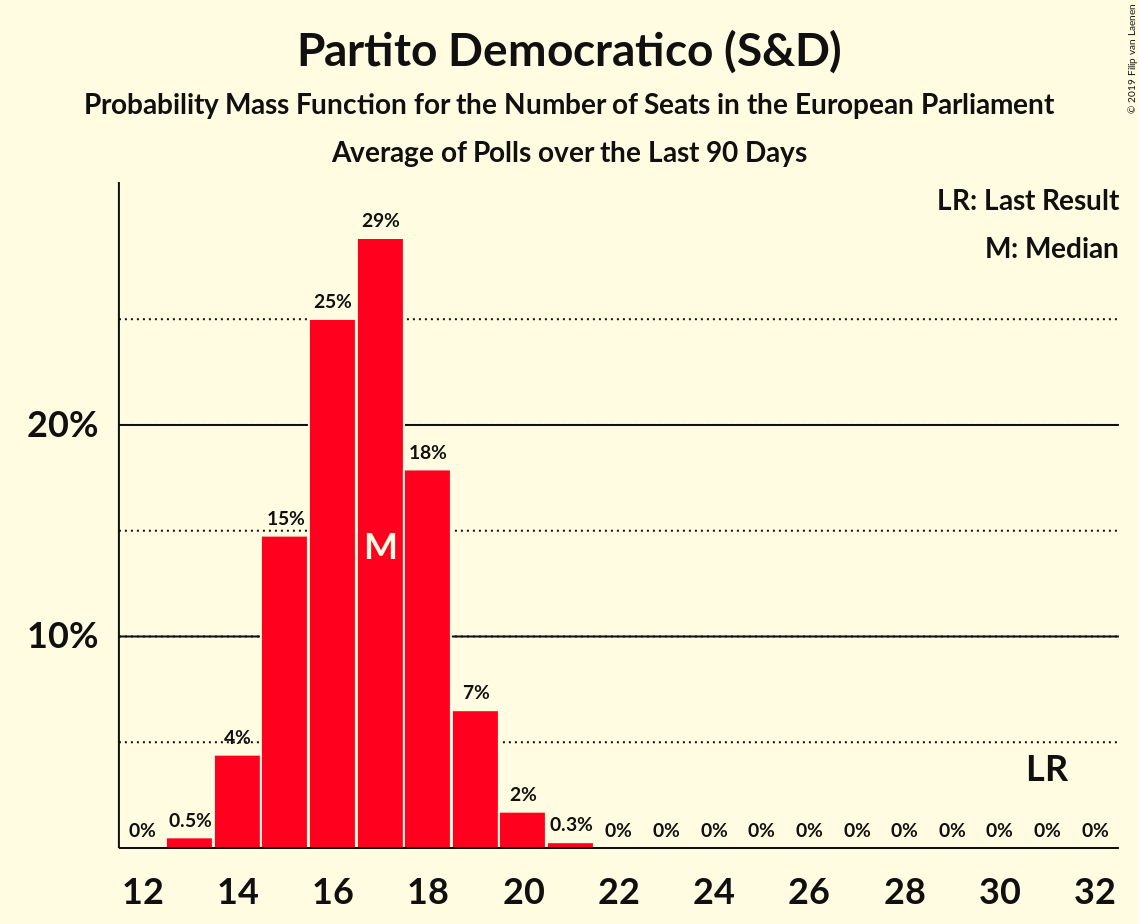 Partito Democratico (S&D)
Probability Mass Function for the Number of Seats in the European Parliament
Average of Polls over the Last 90 Days
© 2019 Filip van Laenen
LR: Last Result
M: Median
29%
25%
20%
18%
15%
M
10%
7%
4%
LR
2%
0% 0.5% 0.3% 0% 0% 0% 0% 0% 0% 0% 0% 0% 0% 0%
12 14 16 18 20 22 24 26 28 30 32